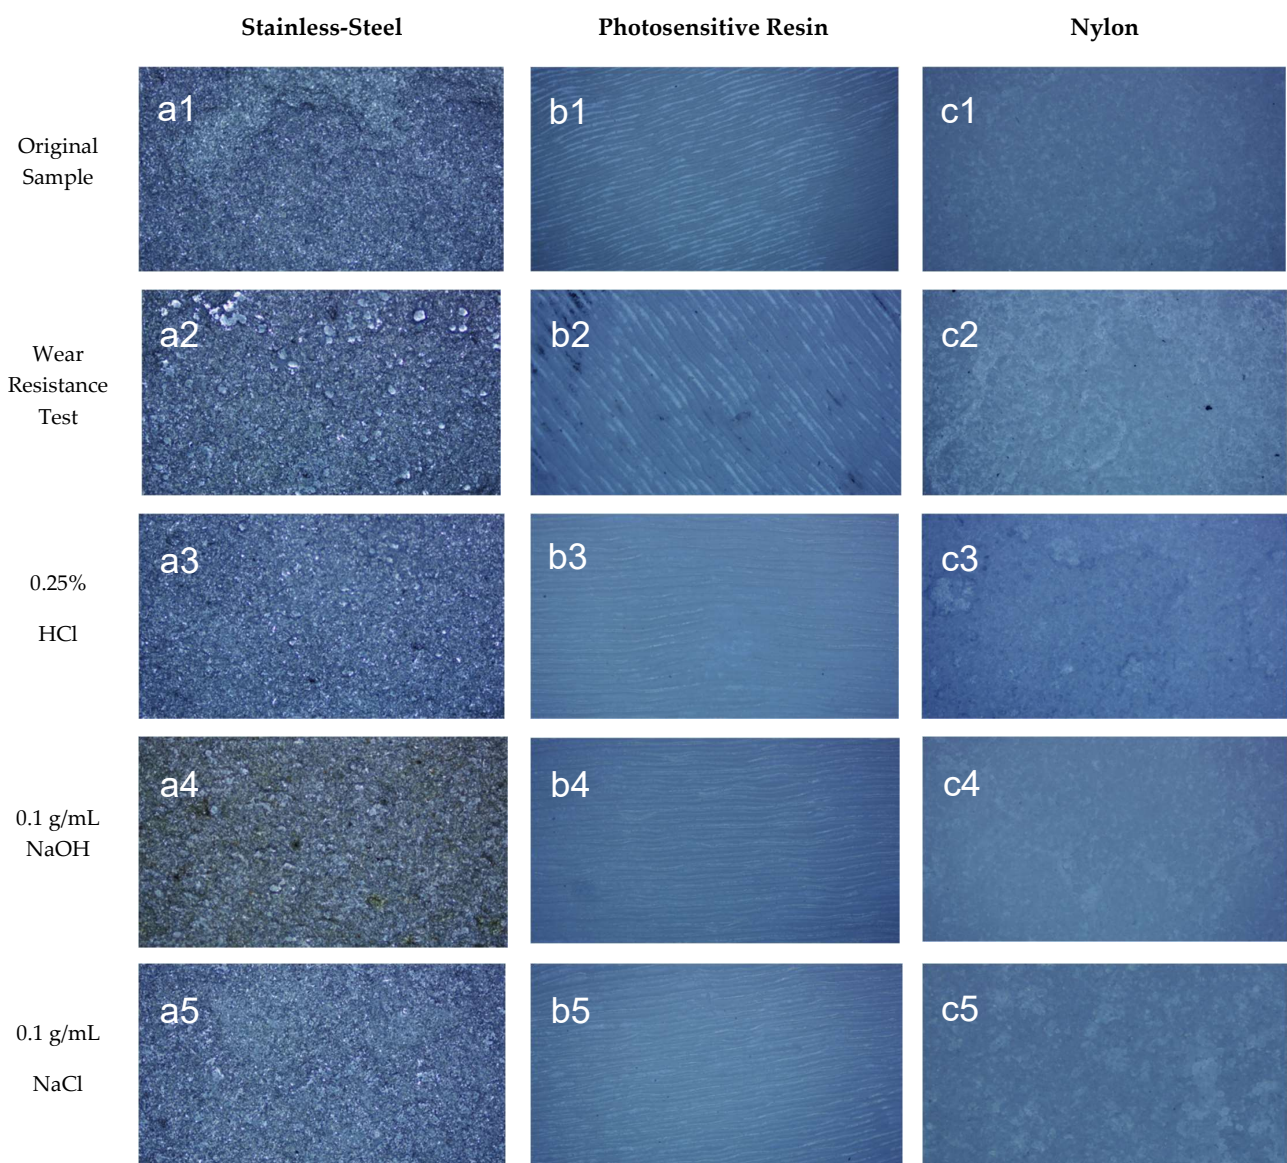 Stainless-Steel Photosensitive Resin Nylon
Original
Sample
a1 b1 c1
Wear
Resistance
Test
a2 b2 c2
0.25%
HCl
a3 b3 c3
0.1 g/mL
NaOH
a4 b4 c4
0.1 g/mL
NaCl
a5 b5 c5